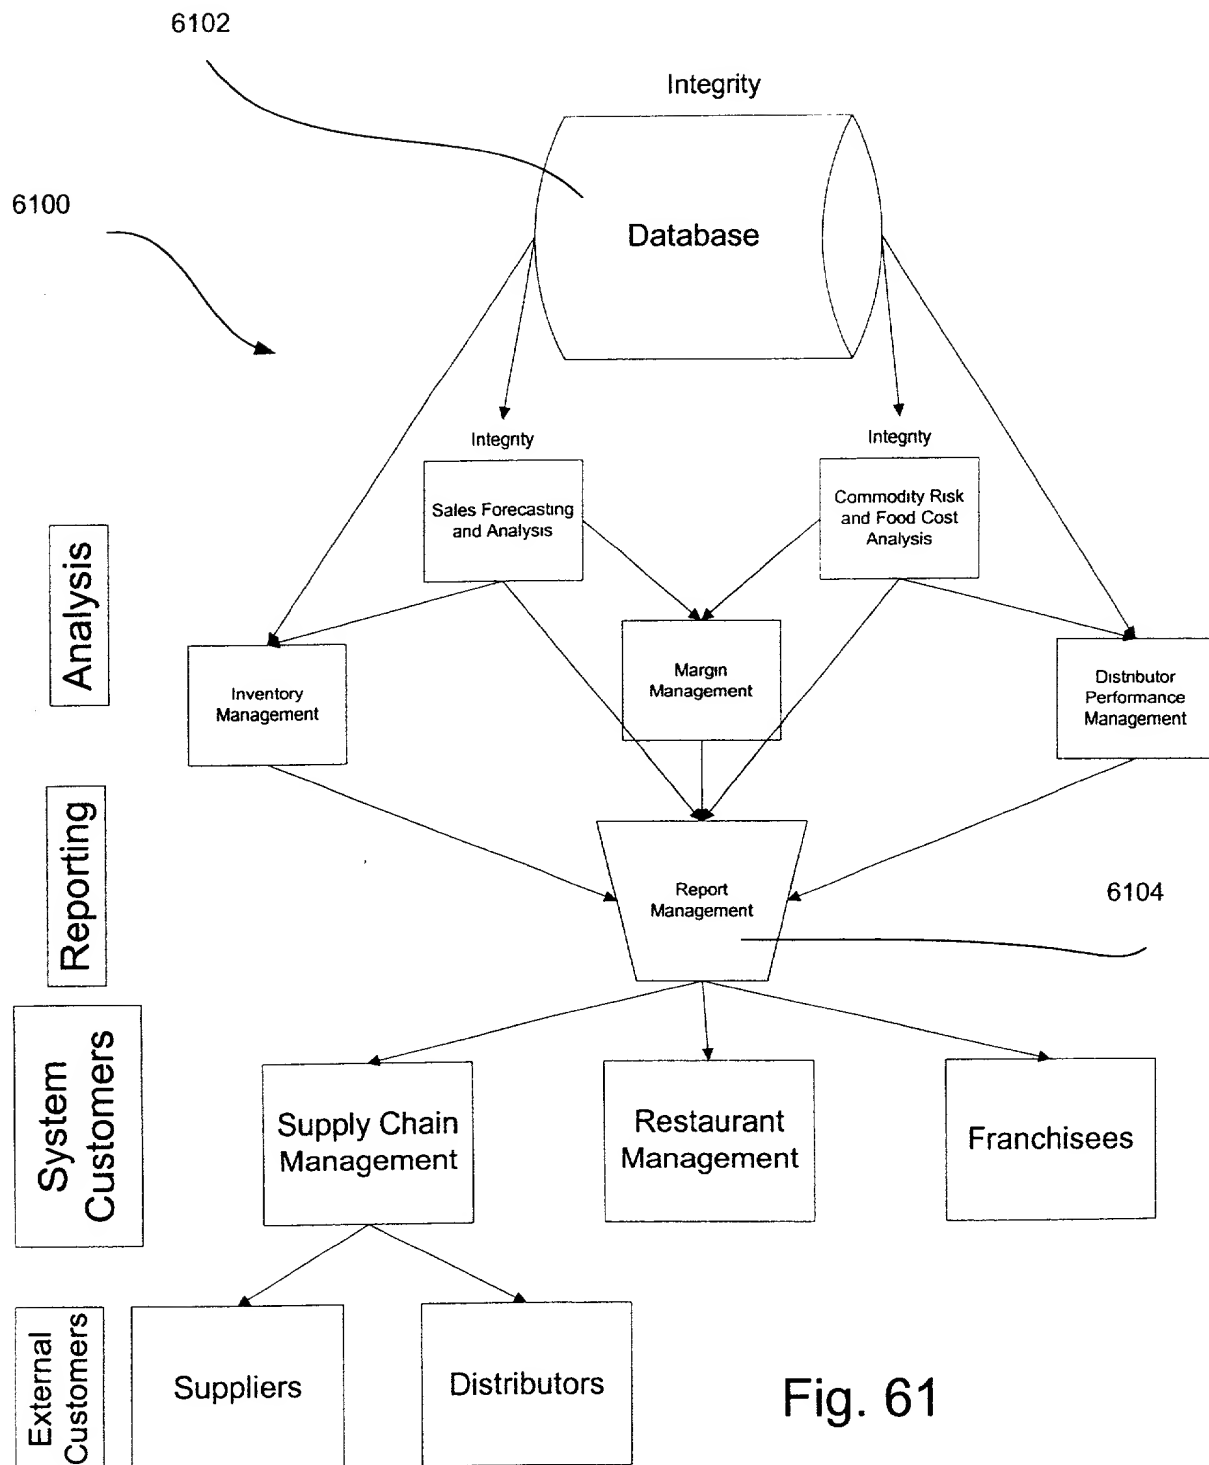 6102
Integrity
6100
Database
Integrity
Integrity
Sales Forecasting
and Analysis
Commodity Risk
and Food Cost
Analysis
Analysis
Inventory
Management
Margin
Management
Distributor
Performance
Management
Reporting
Report
Management
6104
System
Customers
Supply Chain
Management
Restaurant
Management
Franchisees
External
Customers
Suppliers
Distributors
Fig. 61